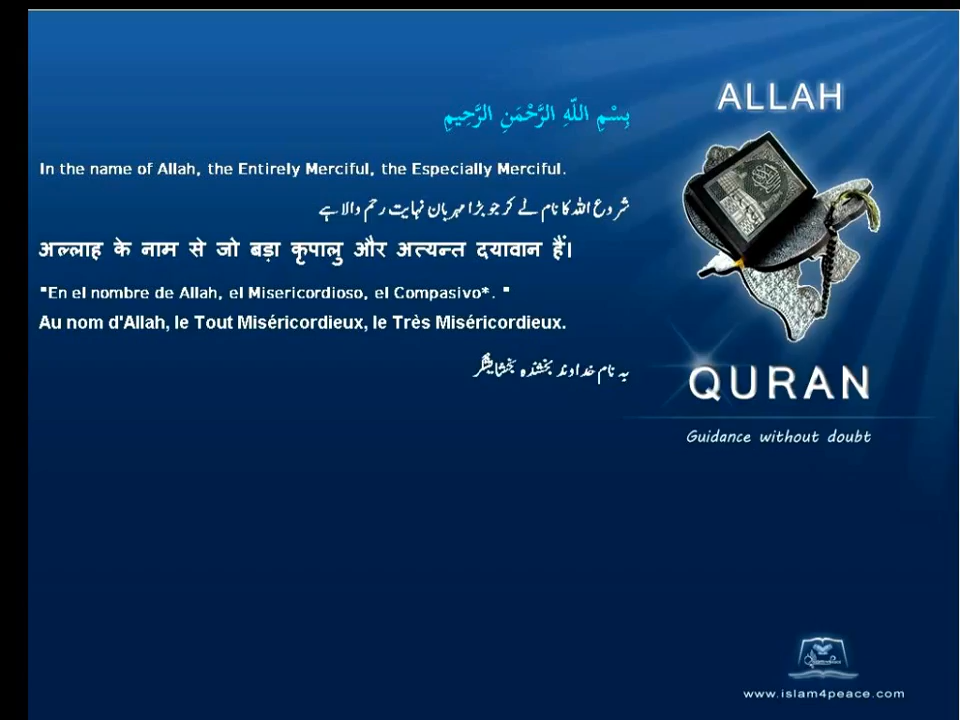 بِسْمِ اللّهِ الرَّحْمَنِ الرَّحِيمِ
In the name of Allah, the Entirely Merciful, the Especially Merciful.
شروع اللہ کا نام لے کر جو بڑا مہربان نہایت رحم والا ہے
अल्लाह के नाम से जो बड़ा कृपालु और अत्यन्त दयावान हैं।
"En el nombre de Allah, el Misericordioso, el Compasivo*. "
Au nom d'Allah, le Tout Miséricordieux, le Très Miséricordieux.
به نام خداوند بخشنده بخشایشگر
ALLAH
QURAN
Guidance without doubt
www.islam4peace.com